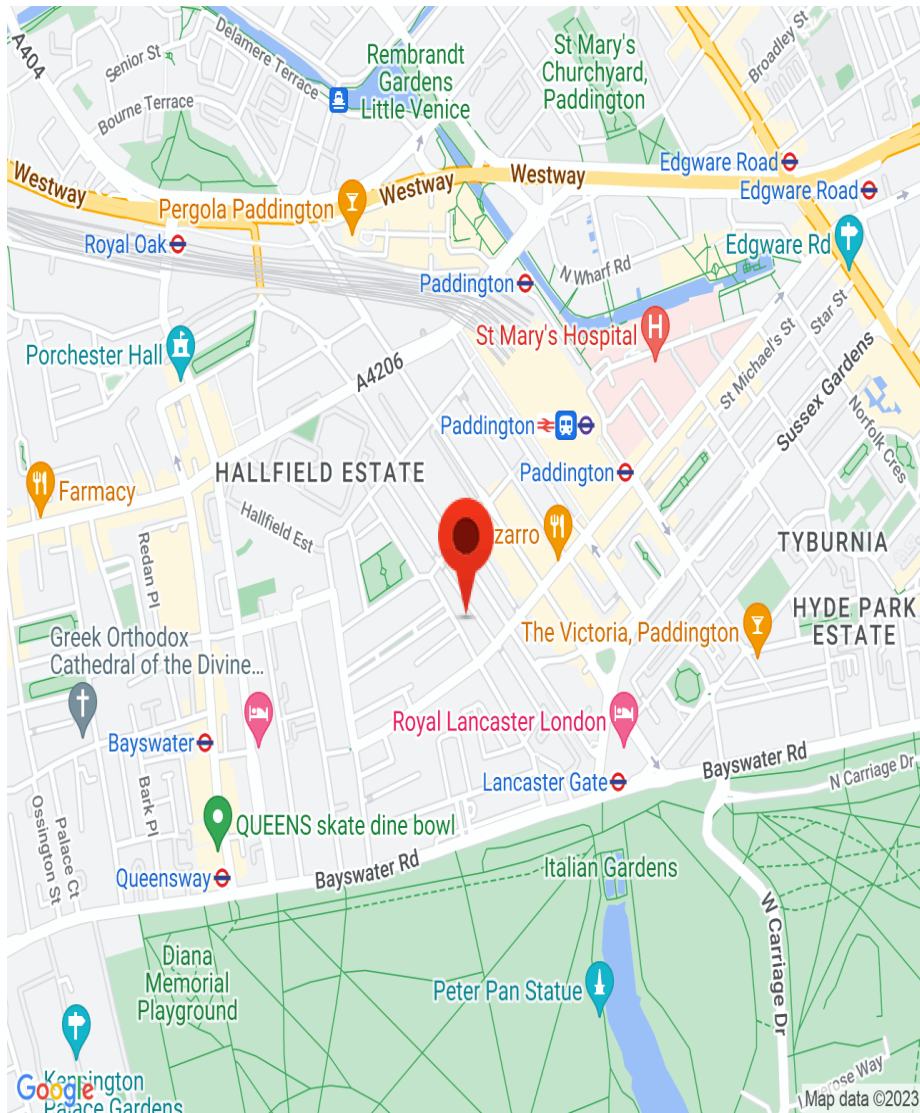 A404
Senior St
Delamere Terrace
Rembrandt
Gardens
Little Venice
St Mary's
Churchyard,
Paddington
Broadley St
Bourne Terrace
Westway
Westway
Westway
Edgware Road
Edgware Road
Pergola Paddington
Royal Oak
Edgware Rd
Paddington
N Wharf Rd
Star St
St Mary's Hospital
Porchester Hall
A4206
St Michael's St
Sussex Gardens
Norfolk Cres
Paddington
Paddington
HALLFIELD ESTATE
Farmacy
Hallfield Est
zarro
TYBURNIA
Redan Pl
HYDE PARK
ESTATE
The Victoria, Paddington
Greek Orthodox
Cathedral of the Divine...
Royal Lancaster London
Bayswater
Lancaster Gate
Bayswater Rd
N Carriage Dr
Bark Pl
Palace Ct
Ossington St
QUEENS skate dine bowl
Queensway
Bayswater Rd
Italian Gardens
W Carriage Dr
Diana
Memorial
Playground
Peter Pan Statue
Google
Kensington
Palace Gardens
erose Way
Map data ©2023